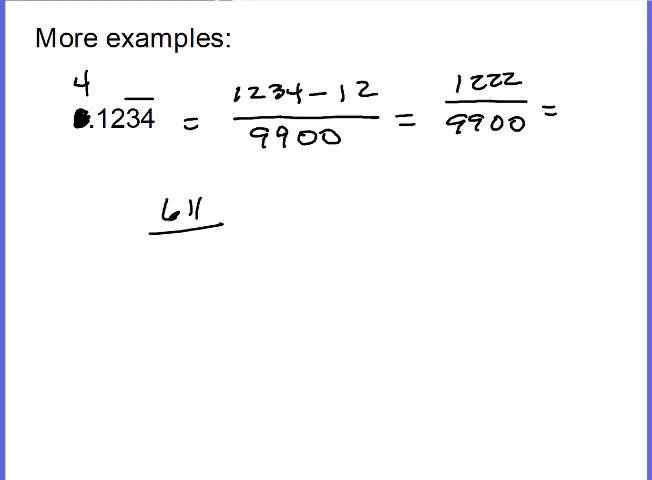 More examples:
4
.1234 = 1234 - 12 / 9900 = 1222 / 9900 =
611